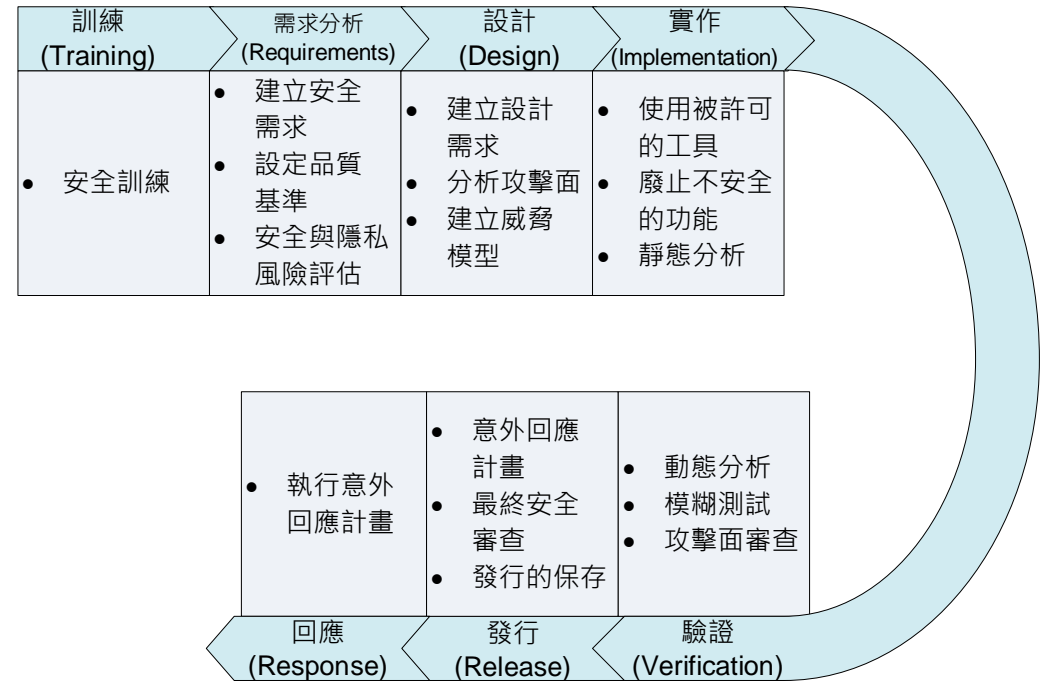 訓練
(Training)
需求分析
(Requirements)
設計
(Design)
實作
(Implementation)
● 安全訓練
● 建立安全
需求
● 設定品質
基準
● 安全與隱私
風險評估
● 建立設計
需求
● 分析攻擊面
● 建立威脅
模型
● 使用被許可
的工具
● 廢止不安全
的功能
● 靜態分析
● 執行意外
回應計畫
● 意外回應
計畫
● 最終安全
審查
● 發行的保存
● 動態分析
● 模糊測試
● 攻擊面審查
回應
(Response)
發行
(Release)
驗證
(Verification)